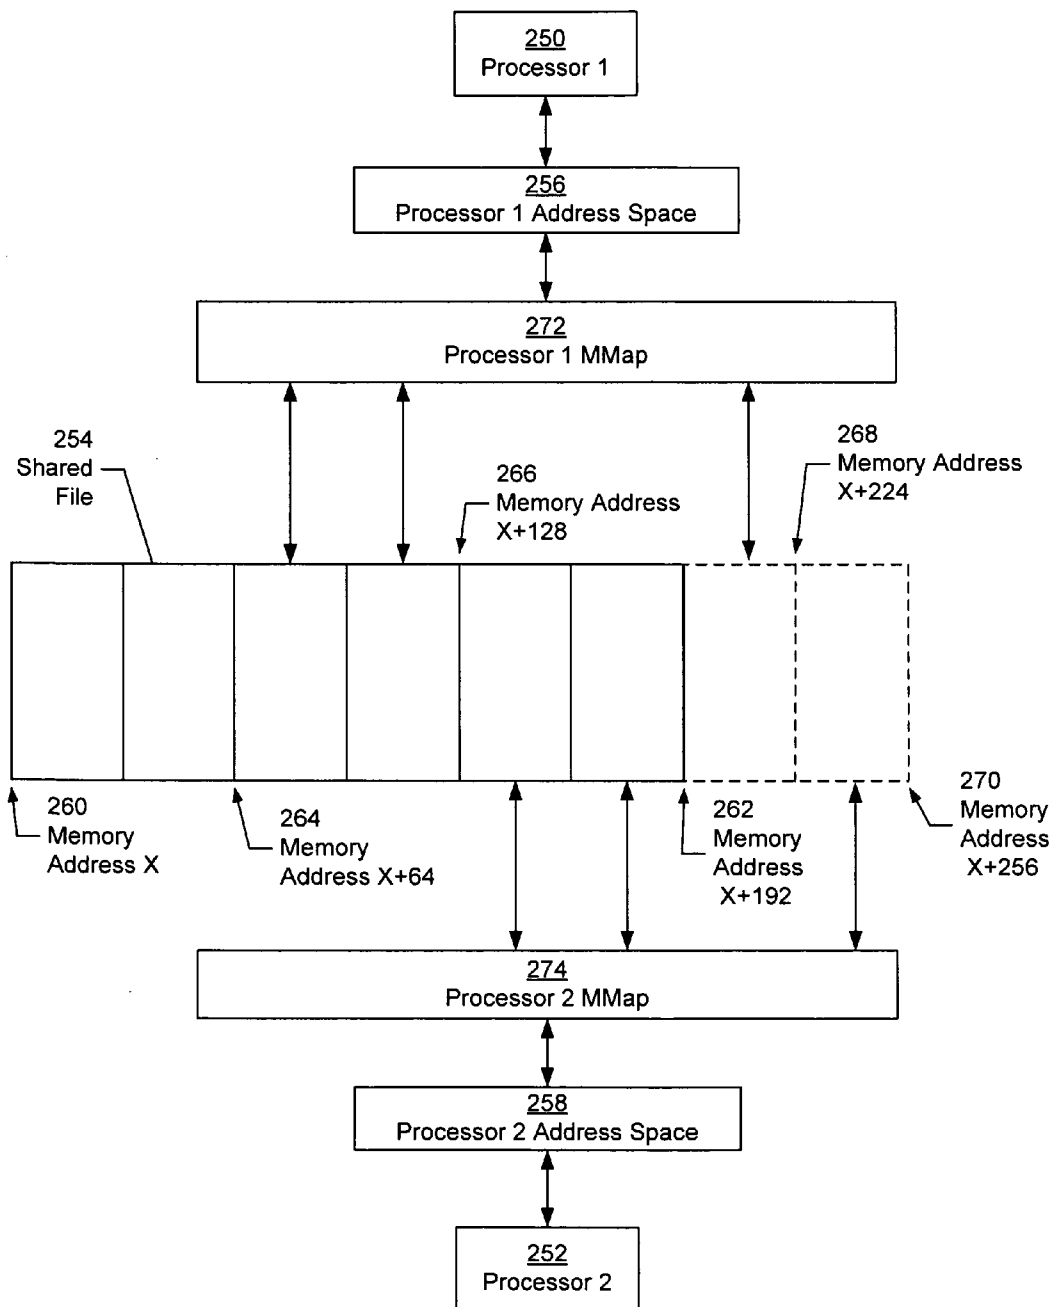 250
Processor 1
256
Processor 1 Address Space
272
Processor 1 MMap
254
Shared
File
266
Memory Address
X+128
268
Memory Address
X+224
260
Memory
Address X
264
Memory
Address X+64
262
Memory
Address
X+192
270
Memory
Address
X+256
274
Processor 2 MMap
258
Processor 2 Address Space
252
Processor 2